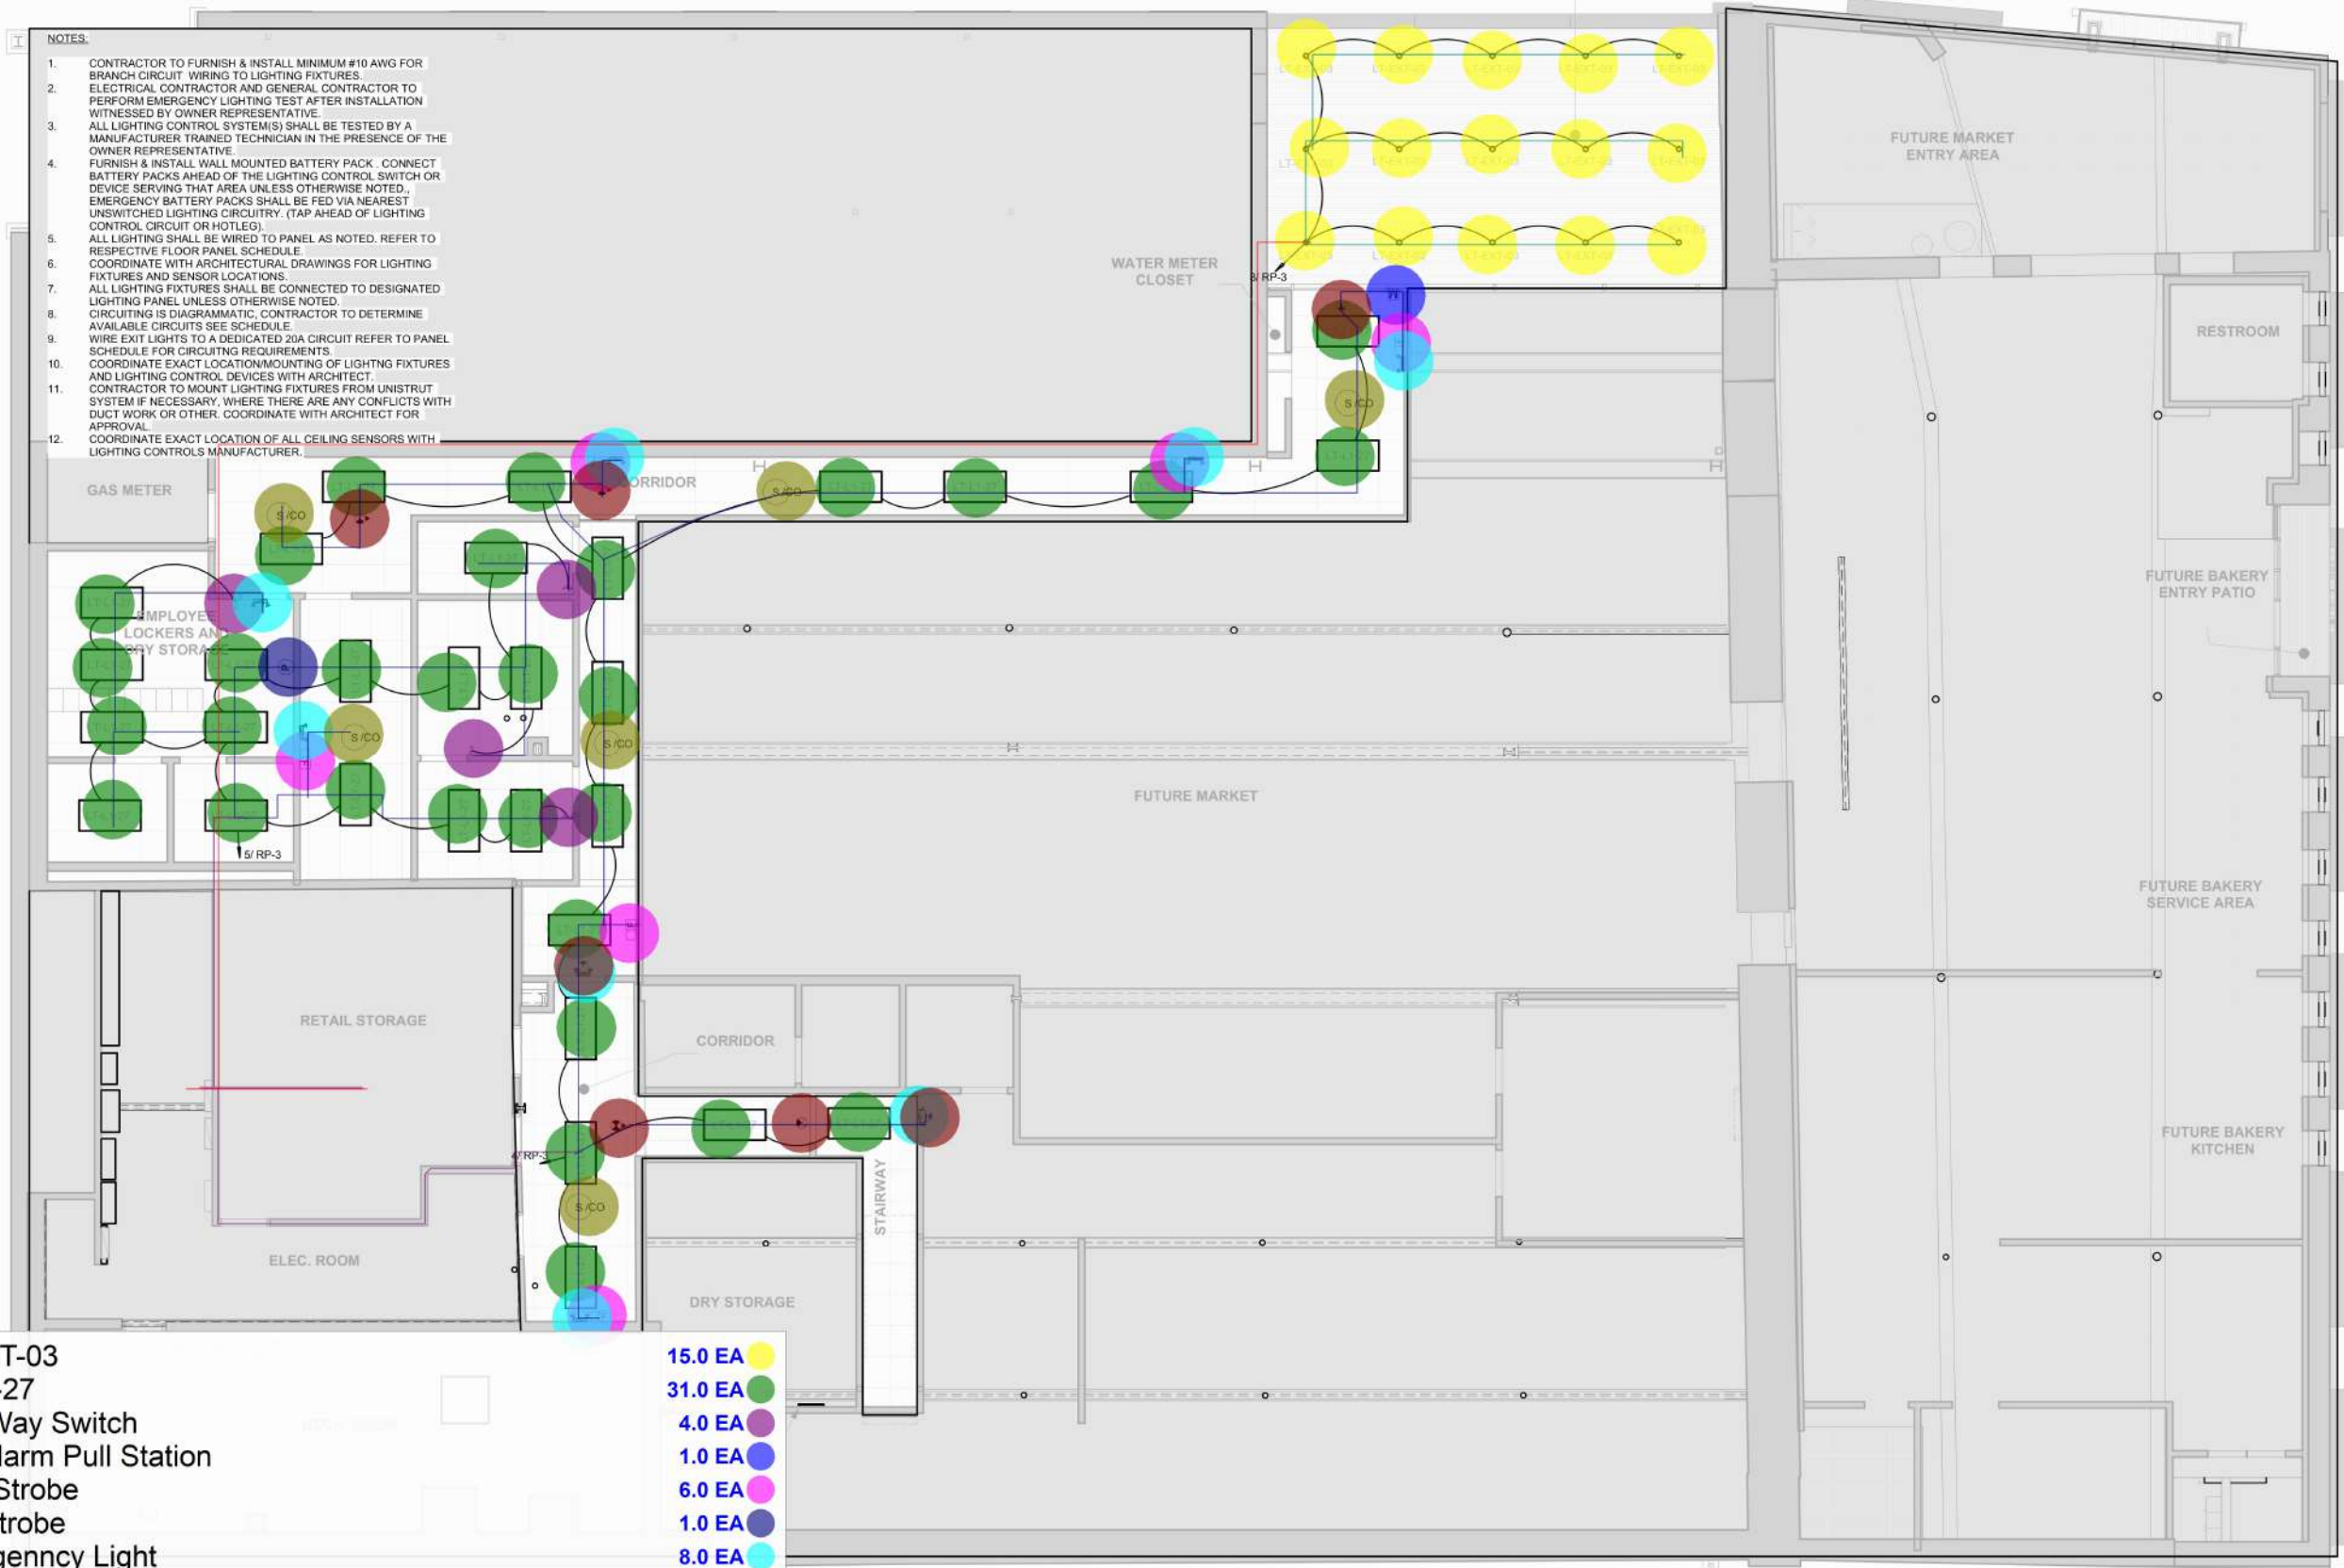 NOTES:
1. CONTRACTOR TO FURNISH & INSTALL MINIMUM #10 AWG FOR
BRANCH CIRCUIT WIRING TO LIGHTING FIXTURES.
2. ELECTRICAL CONTRACTOR AND GENERAL CONTRACTOR TO
PERFORM EMERGENCY LIGHTING TEST AFTER INSTALLATION
WITNESSED BY OWNER REPRESENTATIVE.
3. ALL LIGHTING CONTROL SYSTEM(S) SHALL BE TESTED BY A
MANUFACTURER TRAINED TECHNICIAN IN THE PRESENCE OF THE
OWNER REPRESENTATIVE.
4. FURNISH & INSTALL WALL MOUNTED BATTERY PACK . CONNECT
BATTERY PACKS AHEAD OF THE LIGHTING CONTROL SWITCH OR
DEVICE SERVING THAT AREA UNLESS OTHERWISE NOTED.,
EMERGENCY BATTERY PACKS SHALL BE FED VIA NEAREST
UNSWITCHED LIGHTING CIRCUITRY. (TAP AHEAD OF LIGHTING
CONTROL CIRCUIT OR HOTLEG).
5. ALL LIGHTING SHALL BE WIRED TO PANEL AS NOTED. REFER TO
RESPECTIVE FLOOR PANEL SCHEDULE.
6. COORDINATE WITH ARCHITECTURAL DRAWINGS FOR LIGHTING
FIXTURES AND SENSOR LOCATIONS.
7. ALL LIGHTING FIXTURES SHALL BE CONNECTED TO DESIGNATED
LIGHTING PANEL UNLESS OTHERWISE NOTED.
8. CIRCUITING IS DIAGRAMMATIC, CONTRACTOR TO DETERMINE
AVAILABLE CIRCUITS SEE SCHEDULE.
9. WIRE EXIT LIGHTS TO A DEDICATED 20A CIRCUIT REFER TO PANEL
SCHEDULE FOR CIRCUITNG REQUIREMENTS.
10. COORDINATE EXACT LOCATION/MOUNTING OF LIGHTNG FIXTURES
AND LIGHTING CONTROL DEVICES WITH ARCHITECT.
11. CONTRACTOR TO MOUNT LIGHTING FIXTURES FROM UNISTRUT
SYSTEM IF NECESSARY, WHERE THERE ARE ANY CONFLICTS WITH
DUCT WORK OR OTHER. COORDINATE WITH ARCHITECT FOR
APPROVAL.
12. COORDINATE EXACT LOCATION OF ALL CEILING SENSORS WITH
LIGHTING CONTROLS MANUFACTURER.
FUTURE MARKET
ENTRY AREA
WATER METER
CLOSET
RP-3
RESTROOM
S/CO
GAS METER
CORRIDOR
S/CO
S/CO
FUTURE BAKERY
ENTRY PATIO
EMPLOYEE
LOCKERS AND
DRY STORAGE
S/CO
S/CO
FUTURE MARKET
5/ RP-3
FUTURE BAKERY
SERVICE AREA
RETAIL STORAGE
CORRIDOR
FUTURE BAKERY
KITCHEN
RP-3
STAIRWAY
S/CO
ELEC. ROOM
DRY STORAGE
T-03 15.0 EA
-27 31.0 EA
Way Switch 4.0 EA
larm Pull Station 1.0 EA
Strobe 6.0 EA
trobe 1.0 EA
genncy Light 8.0 EA